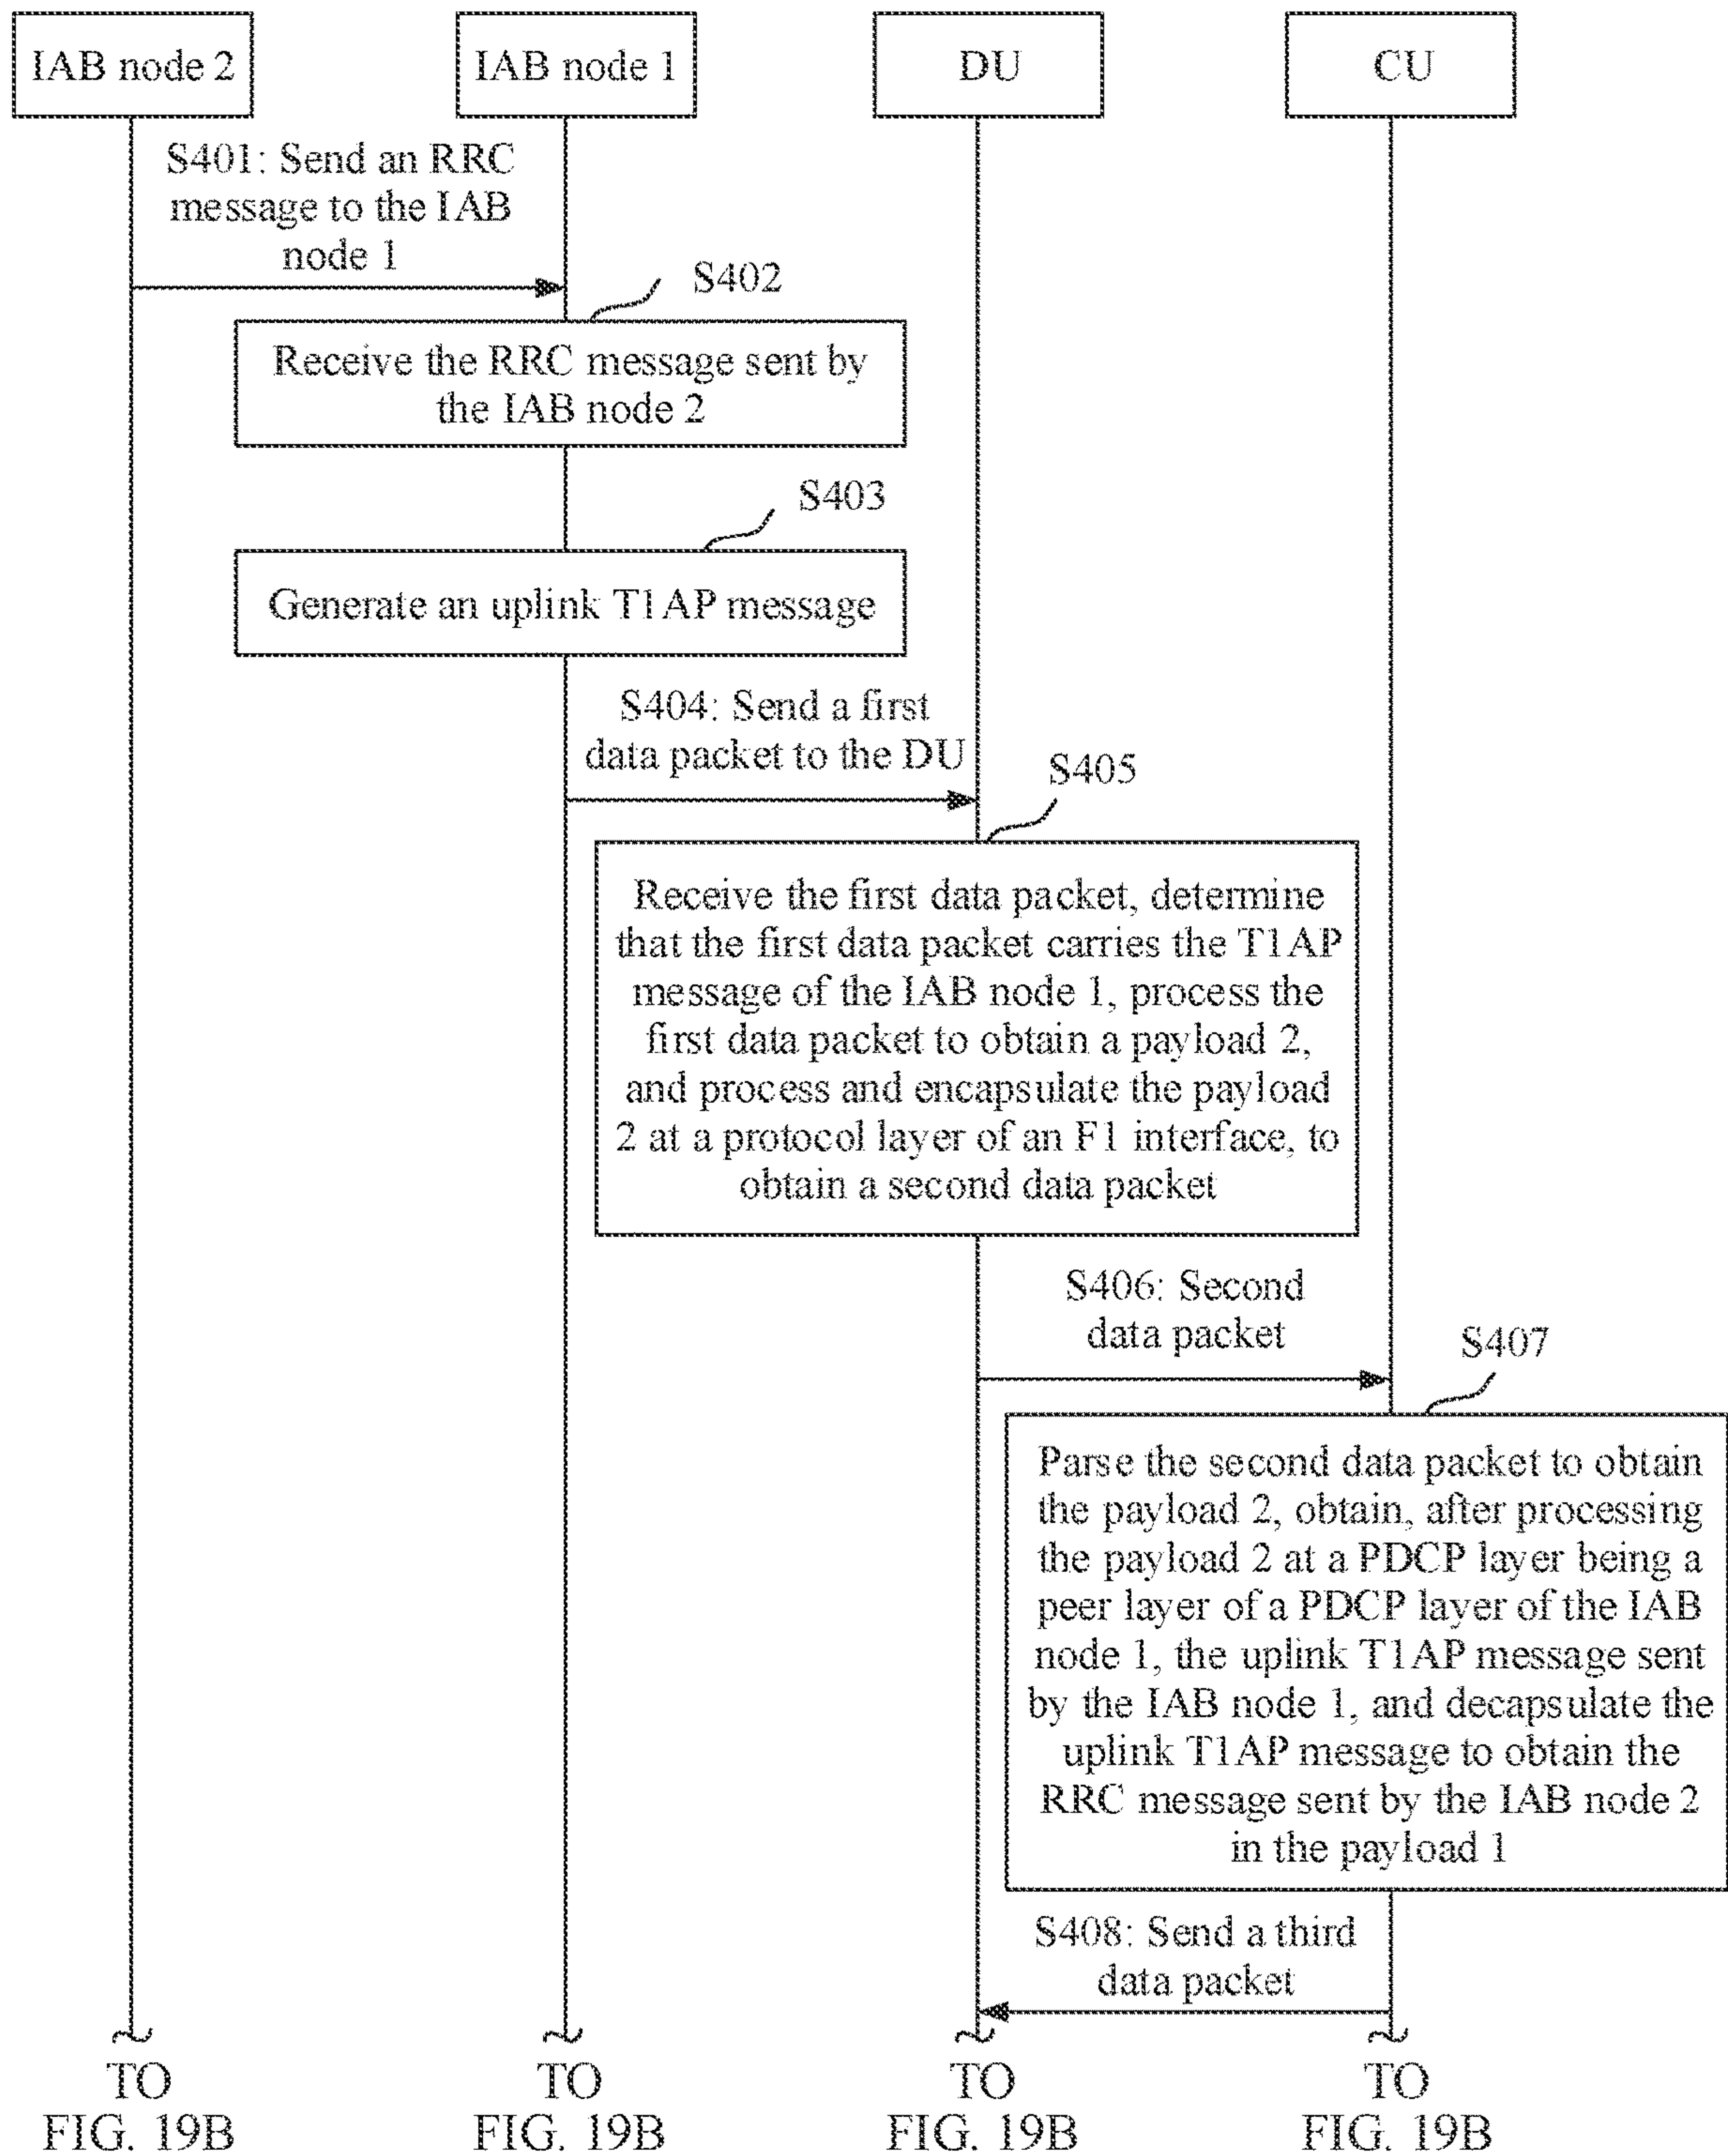 IAB node 2
IAB node 1
DU
CU
S401: Send an RRC
message to the IAB
node 1
S402
Receive the RRC message sent by
the IAB node 2
S403
Generate an uplink T1AP message
S404: Send a first
data packet to the DU
S405
Receive the first data packet, determine
that the first data packet carries the T1AP
message of the IAB node 1, process the
first data packet to obtain a payload 2,
and process and encapsulate the payload
2 at a protocol layer of an F1 interface, to
obtain a second data packet
S406: Second
data packet
S407
Parse the second data packet to obtain
the payload 2, obtain, after processing
the payload 2 at a PDCP layer being a
peer layer of a PDCP layer of the IAB
node 1, the uplink T1AP message sent
by the IAB node 1, and decapsulate the
uplink T1AP message to obtain the
RRC message sent by the IAB node 2
in the payload 1
S408: Send a third
data packet
TO
FIG. 19B
TO
FIG. 19B
TO
FIG. 19B
TO
FIG. 19B